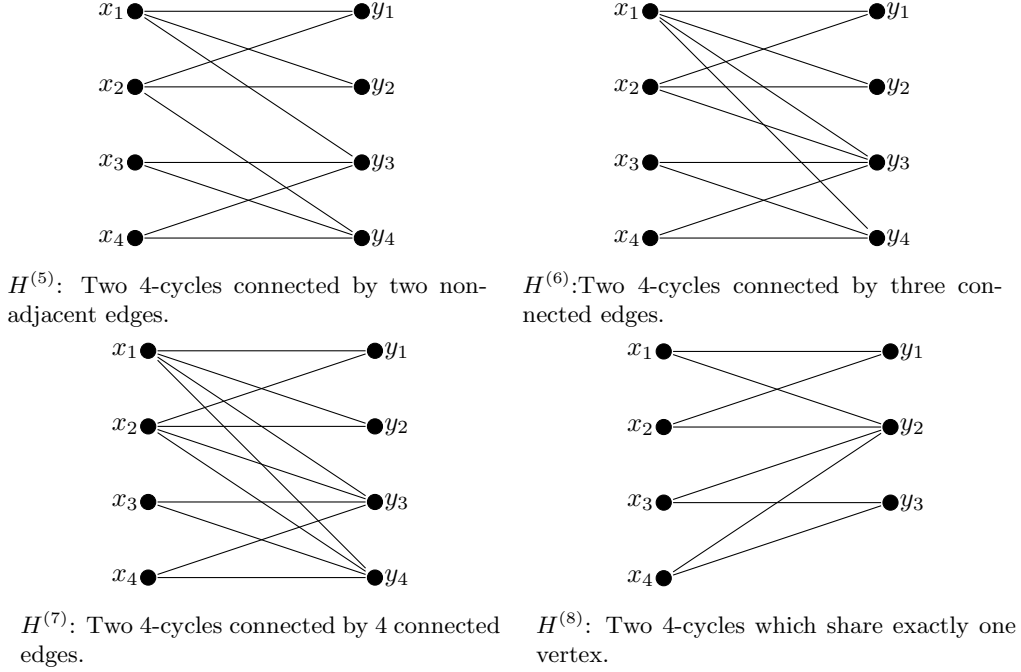 x₁ y₁ x₁ y₁
x₂ y₂ x₂ y₂
x₃ y₃ x₃ y₃
x₄ y₄ x₄ y₄
H⁽⁵⁾: Two 4-cycles connected by two non-
adjacent edges.
H⁽⁶⁾:Two 4-cycles connected by three con-
nected edges.
x₁ y₁ x₁ y₁
x₂ y₂ x₂ y₂
x₃ y₃ x₃ y₃
x₄ y₄ x₄
H⁽⁷⁾: Two 4-cycles connected by 4 connected
edges.
H⁽⁸⁾: Two 4-cycles which share exactly one
vertex.